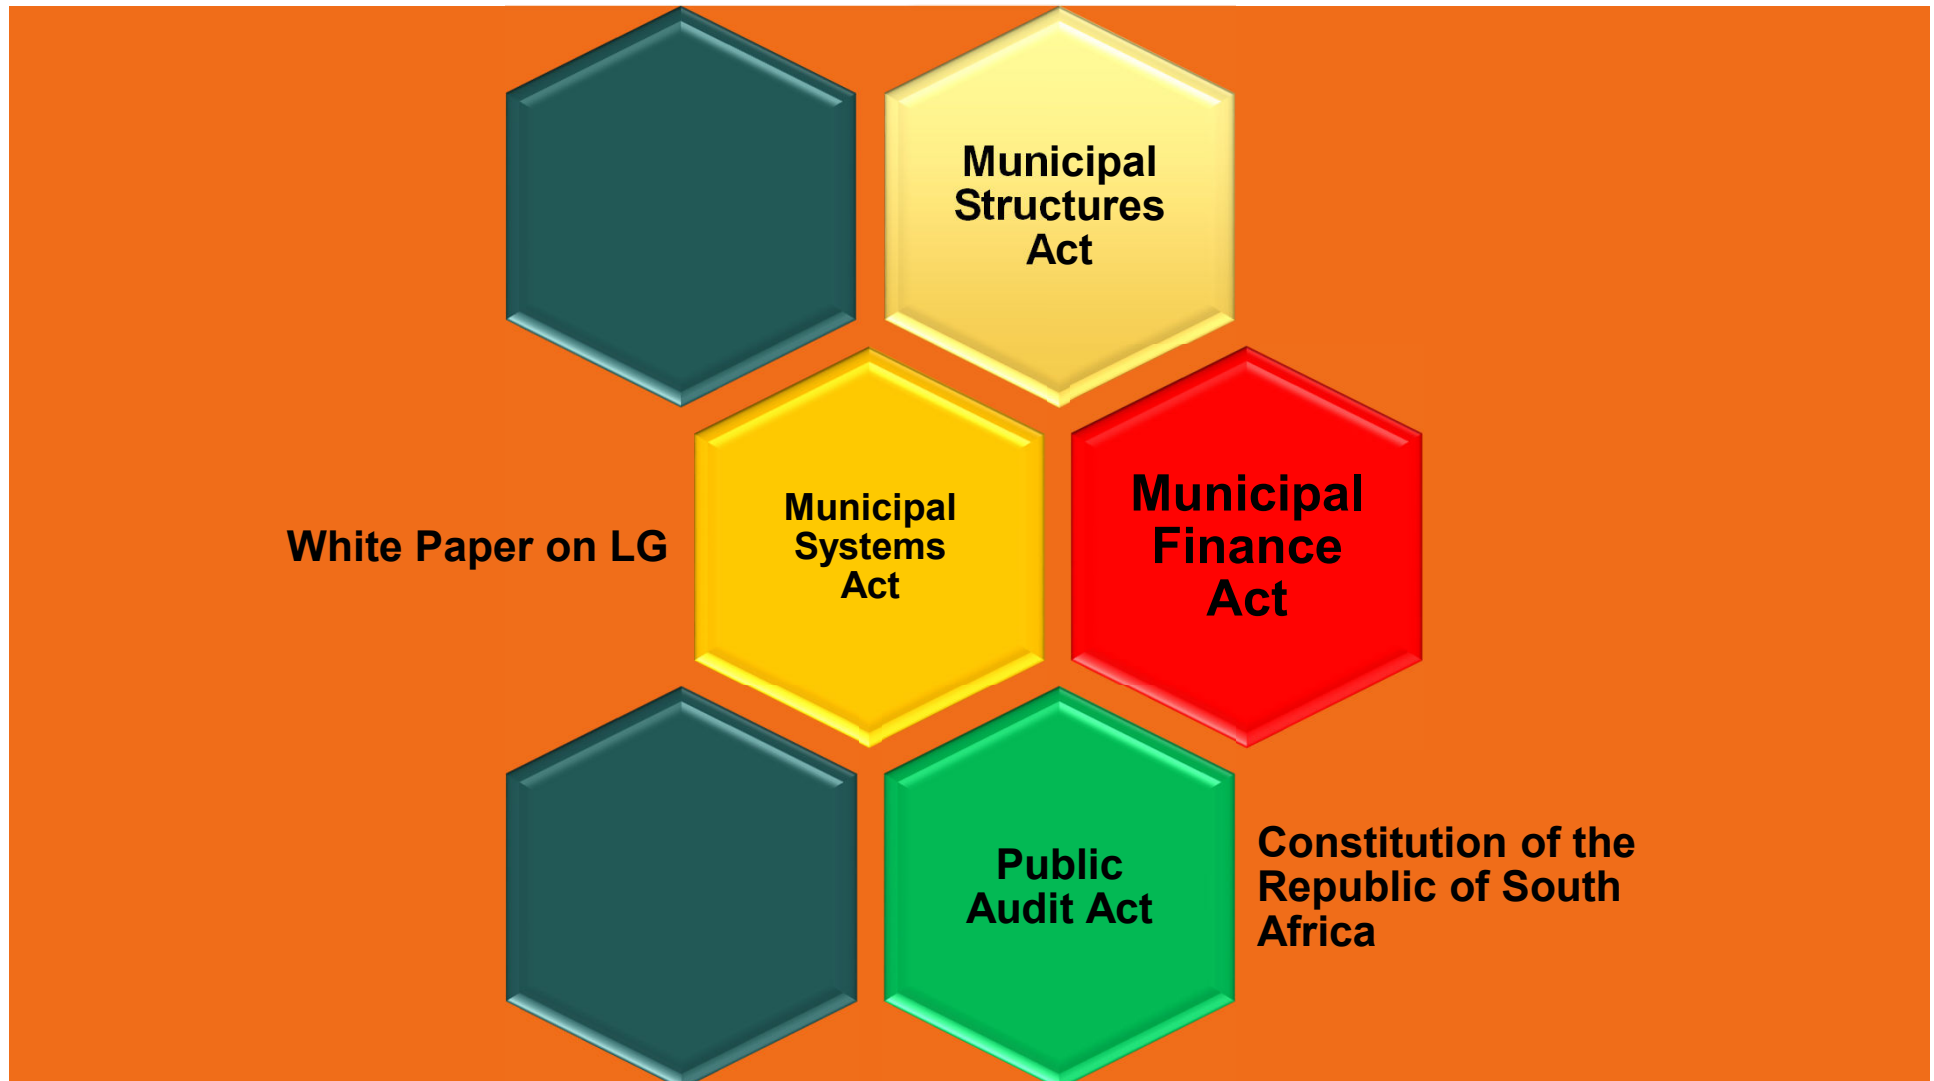 Municipal
Structures
Act
White Paper on LG
Municipal
Systems
Act
Municipal
Finance
Act
Public
Audit Act
Constitution of the
Republic of South
Africa